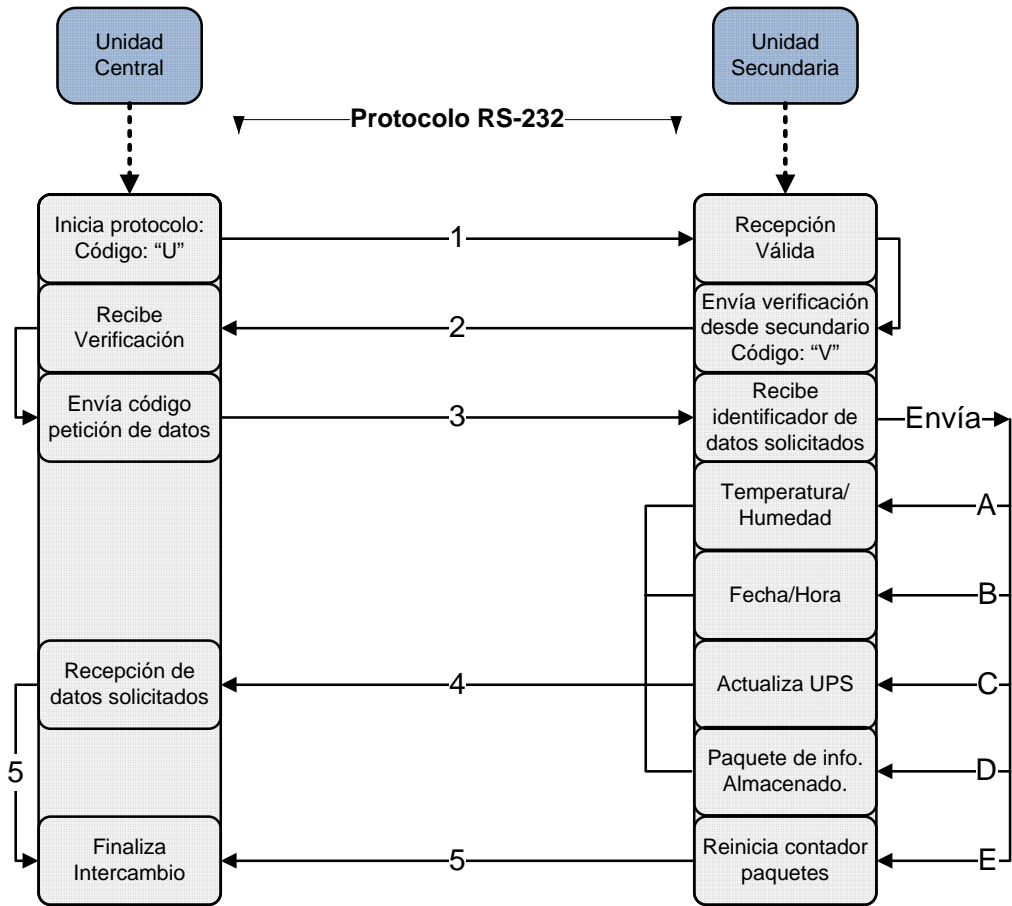 Unidad
Central
Unidad
Secundaria
Protocolo RS-232
Inicia protocolo:
Código: “U”
1
Recepción
Válida
Recibe
Verificación
2
Envía verificación
desde secundario
Código: “V”
Envía código
petición de datos
3
Recibe
identificador de
datos solicitados
Envía
Temperatura/
Humedad
A
Fecha/Hora
B
Recepción de
datos solicitados
4
Actualiza UPS
C
5
Paquete de info.
Almacenado.
D
Finaliza
Intercambio
5
Reinicia contador
paquetes
E